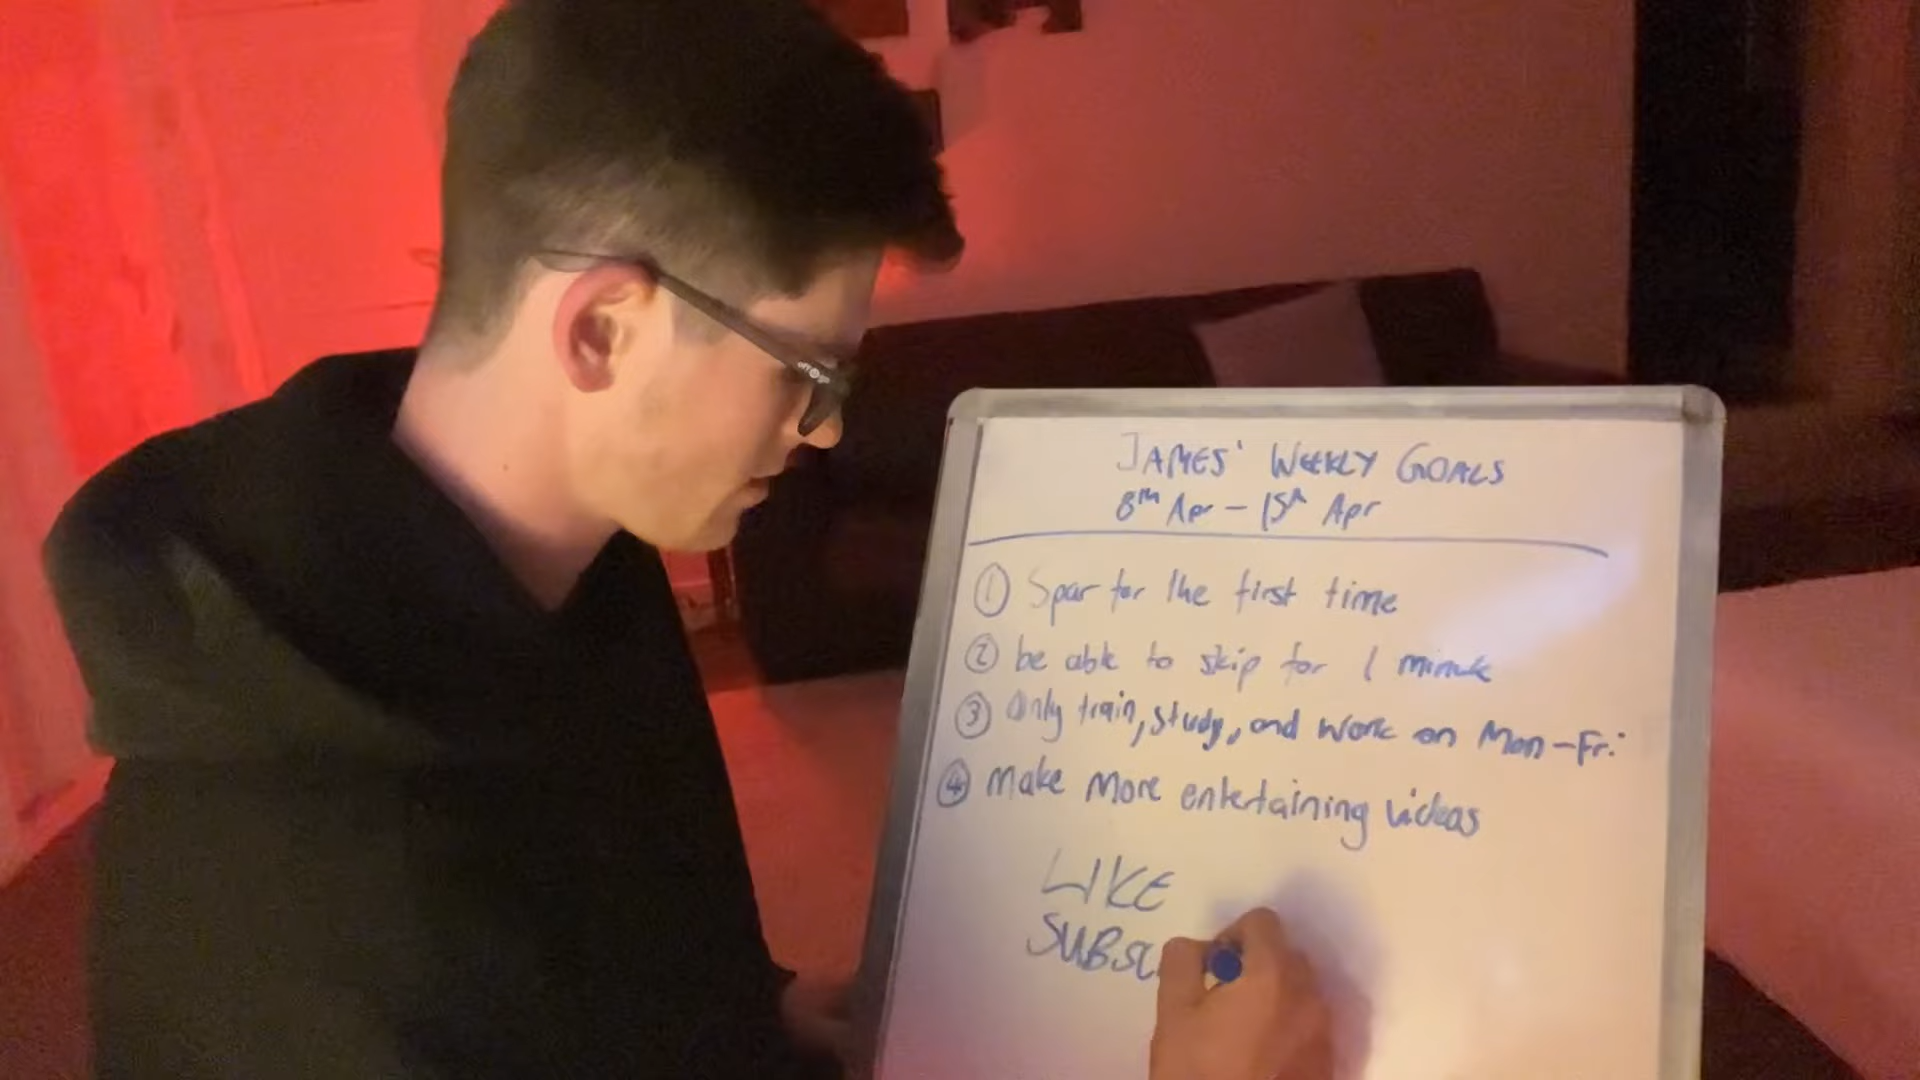 JAMES' WEEKLY GOALS
8th Apr - 15th Apr
① Spar for the first time
② be able to skip for 1 minute
③ Only train, study, and work on Mon-Fri
④ Make More entertaining videos
LIKE
SUBSC